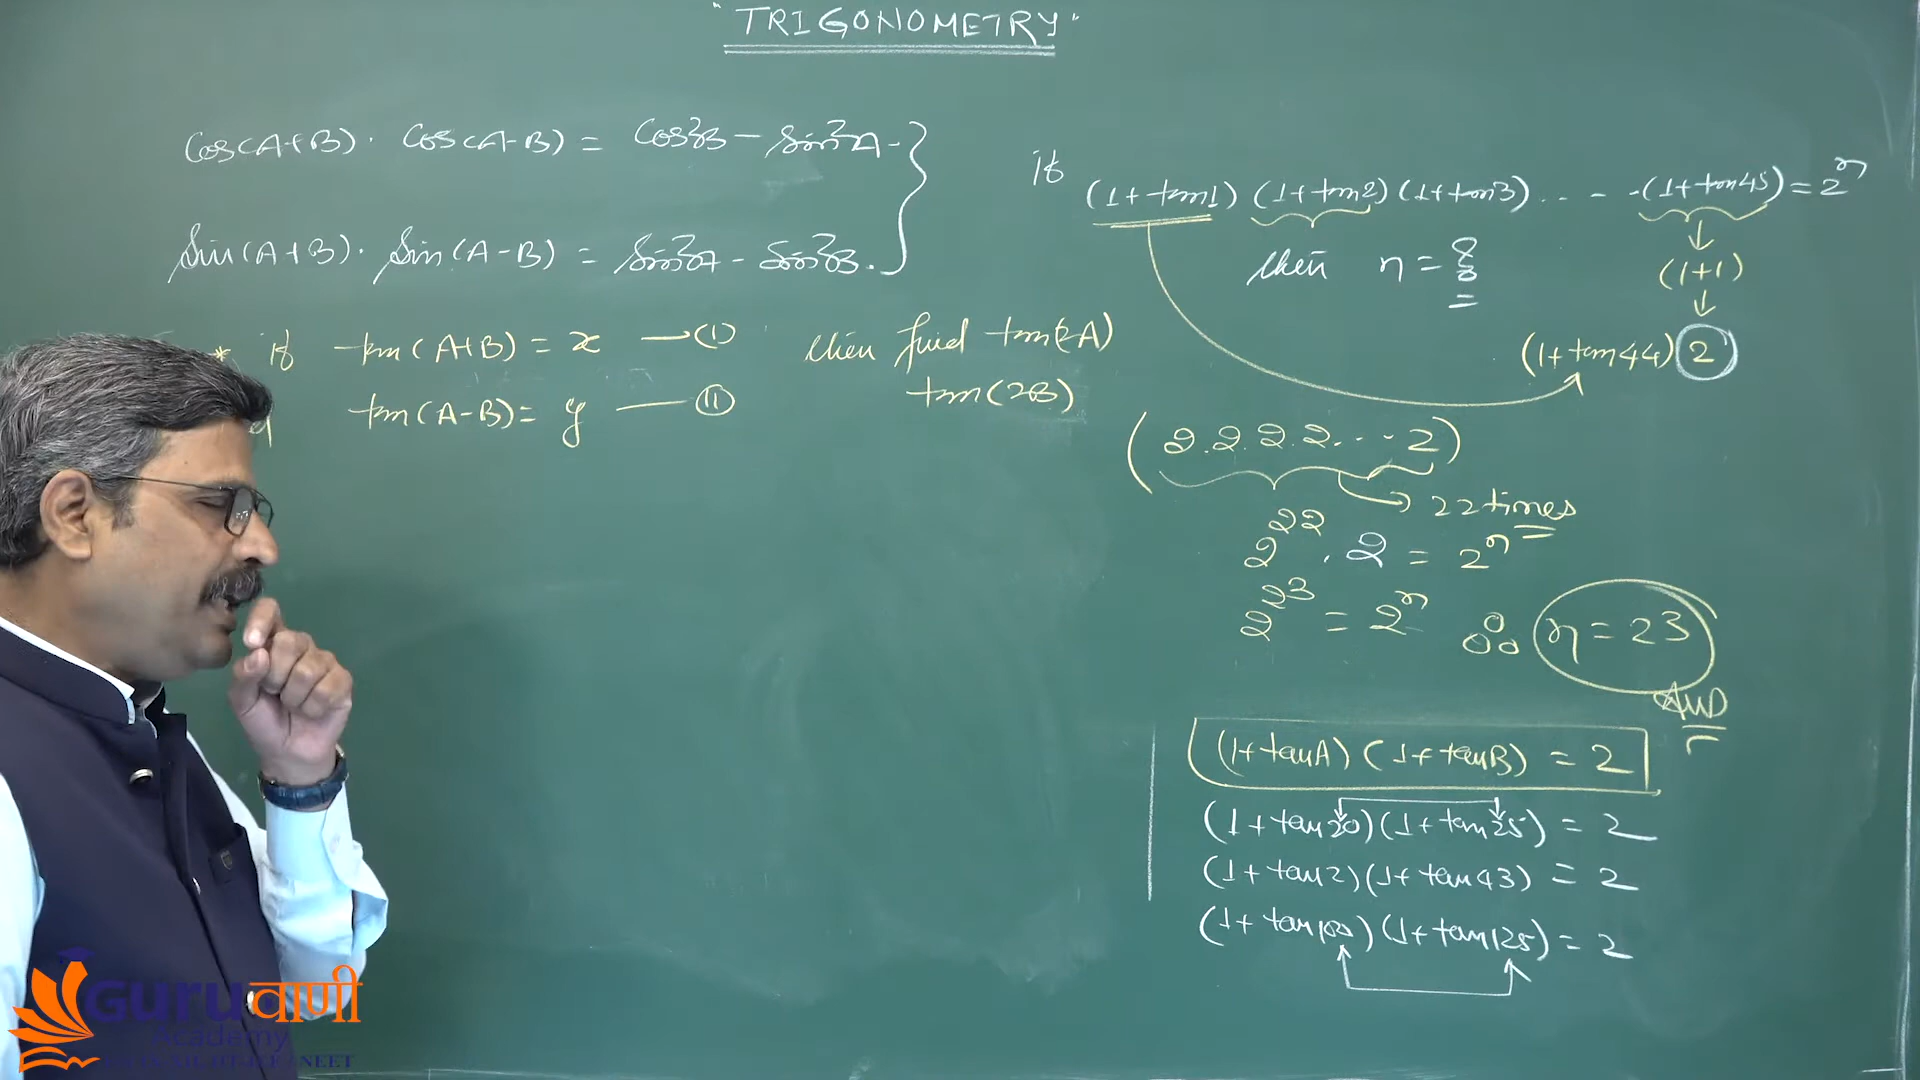 "TRIGONOMETRY"
Cos(A+B). Cos(A-B) = Cos²B - Sin²A -
Sin(A+B). Sin(A-B) = Sin²A - Sin²B.
* if tan(A+B) = x —(1) then find tan(2A)
tan(A-B) = y —(11) tan(2B)
If (1+tan1) (1+tan2) (1+tan3) .. - - -(1+tan45) = 2ⁿ
then n = ?
(1+1)
(1+tan44) 2
(2.2.2.2...2)
22 times
2²² . 2 = 2ⁿ
2²³ = 2ⁿ ∴ n = 23
Ans
(1+tanA) (1+tanB) = 2
(1+tan20)(1+tan25) = 2
(1+tan2)(1+tan43) = 2
(1+tan100)(1+tan125) = 2
Guruवाणी
Academy
NEET